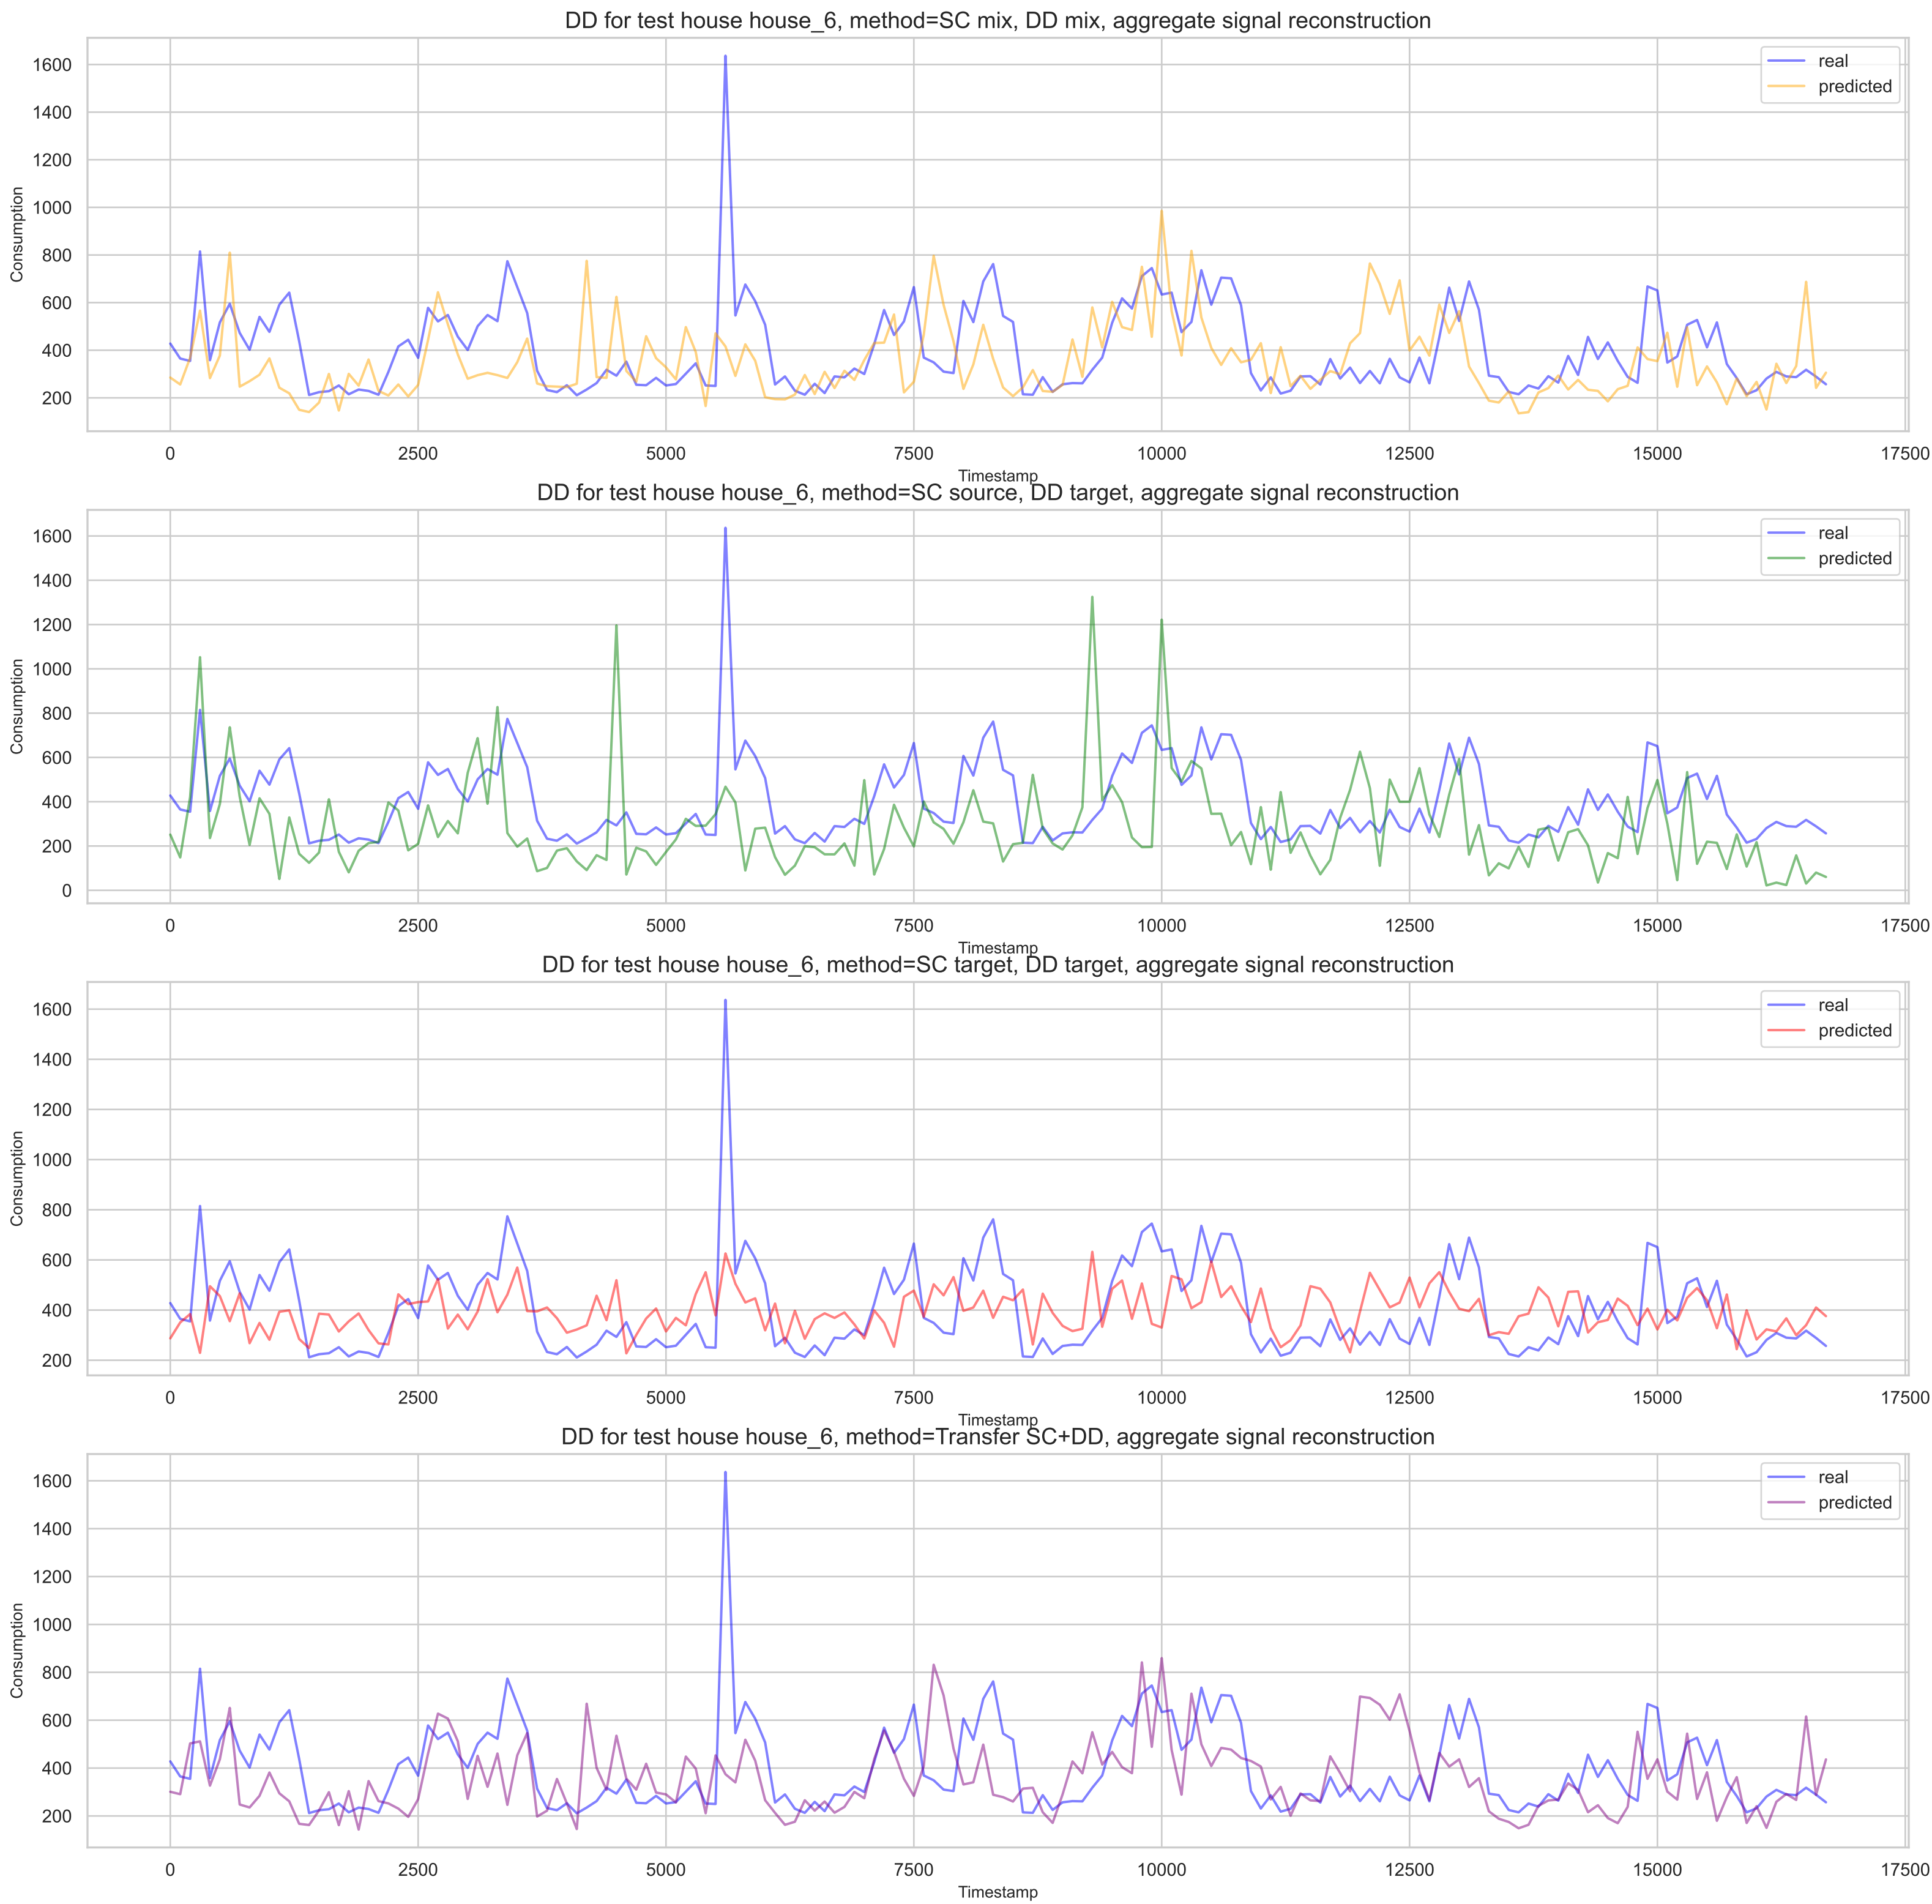 DD for test house house_6, method=SC mix, DD mix, aggregate signal reconstruction
1600
1400
1200
1000
800
600
400
200
Consumption
real
predicted
0 2500 5000 7500 10000 12500 15000 17500
Timestamp
DD for test house house_6, method=SC source, DD target, aggregate signal reconstruction
1600
1400
1200
1000
800
600
400
200
0
Consumption
real
predicted
0 2500 5000 7500 10000 12500 15000 17500
Timestamp
DD for test house house_6, method=SC target, DD target, aggregate signal reconstruction
1600
1400
1200
1000
800
600
400
200
Consumption
real
predicted
0 2500 5000 7500 10000 12500 15000 17500
Timestamp
DD for test house house_6, method=Transfer SC+DD, aggregate signal reconstruction
1600
1400
1200
1000
800
600
400
200
Consumption
real
predicted
0 2500 5000 7500 10000 12500 15000 17500
Timestamp